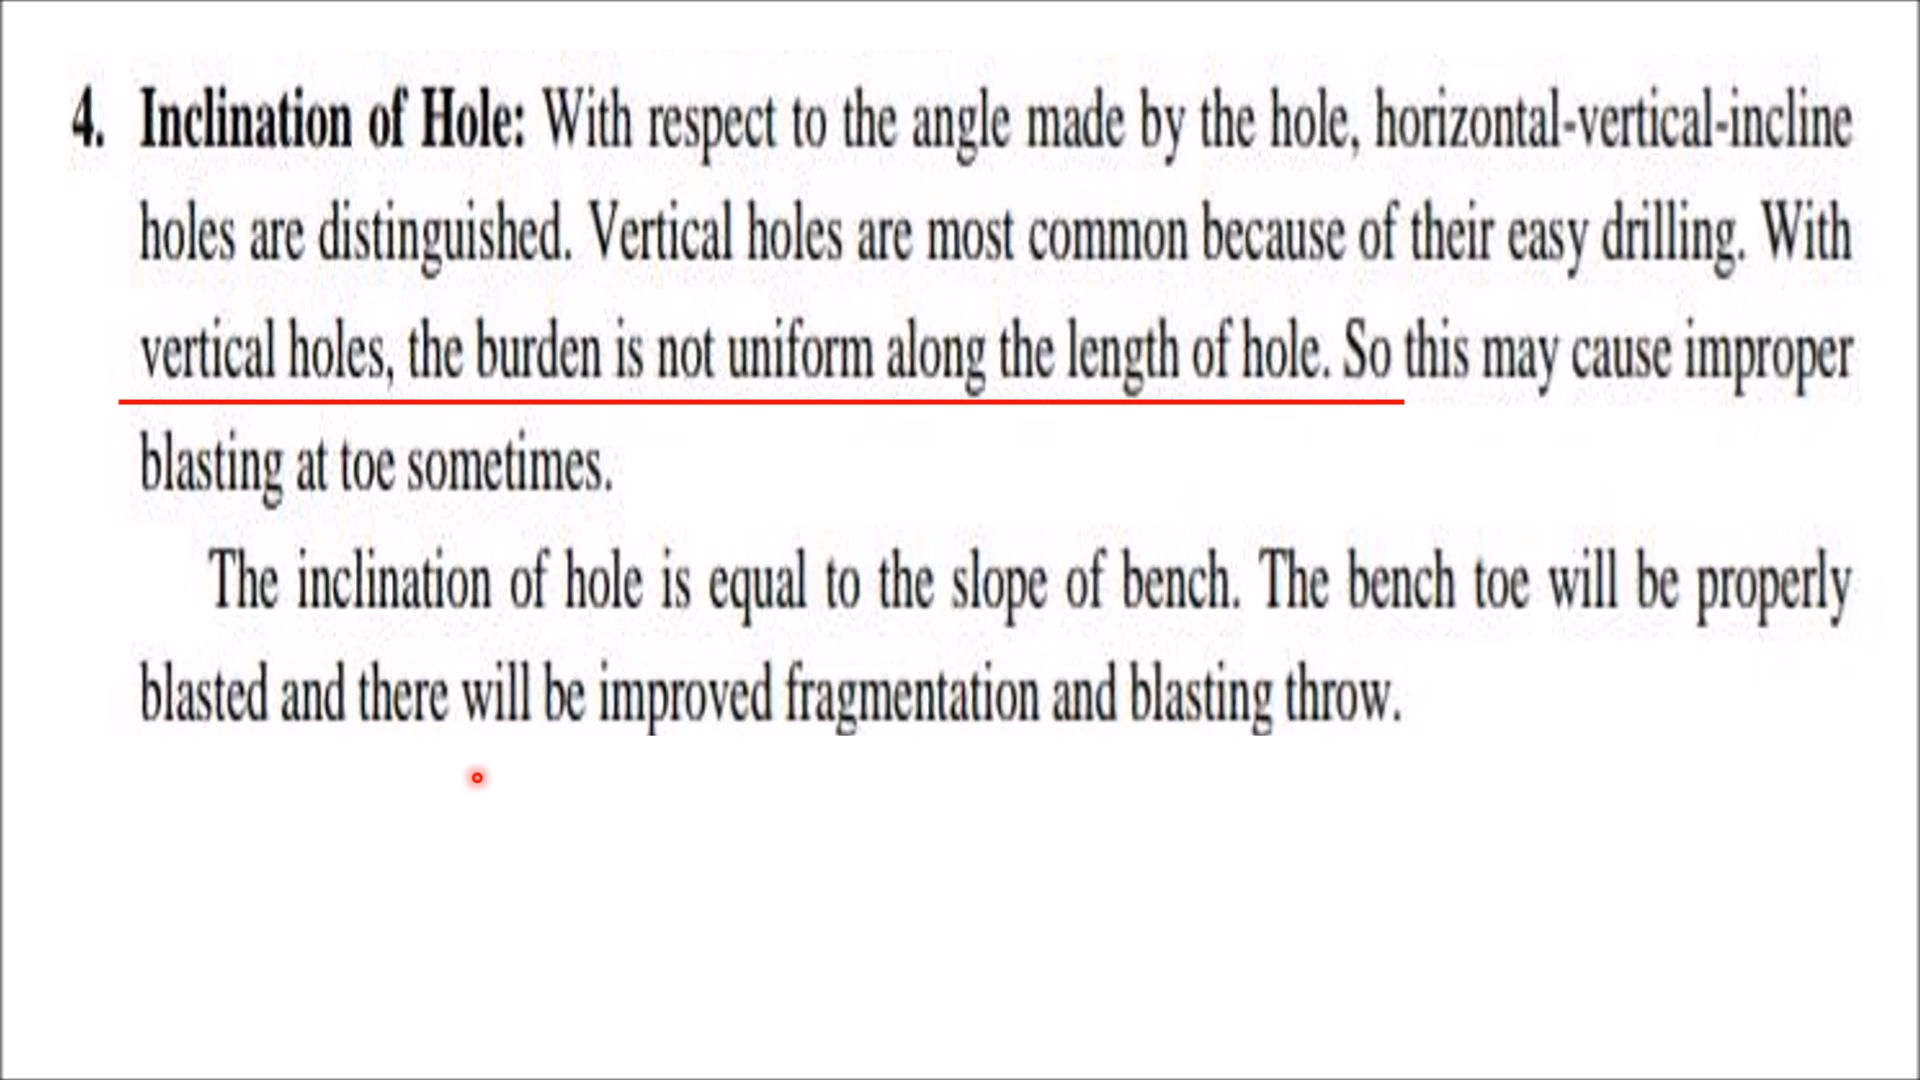 4. Inclination of Hole: With respect to the angle made by the hole, horizontal-vertical-incline
holes are distinguished. Vertical holes are most common because of their easy drilling. With
vertical holes, the burden is not uniform along the length of hole. So this may cause improper
blasting at toe sometimes.
The inclination of hole is equal to the slope of bench. The bench toe will be properly
blasted and there will be improved fragmentation and blasting throw.